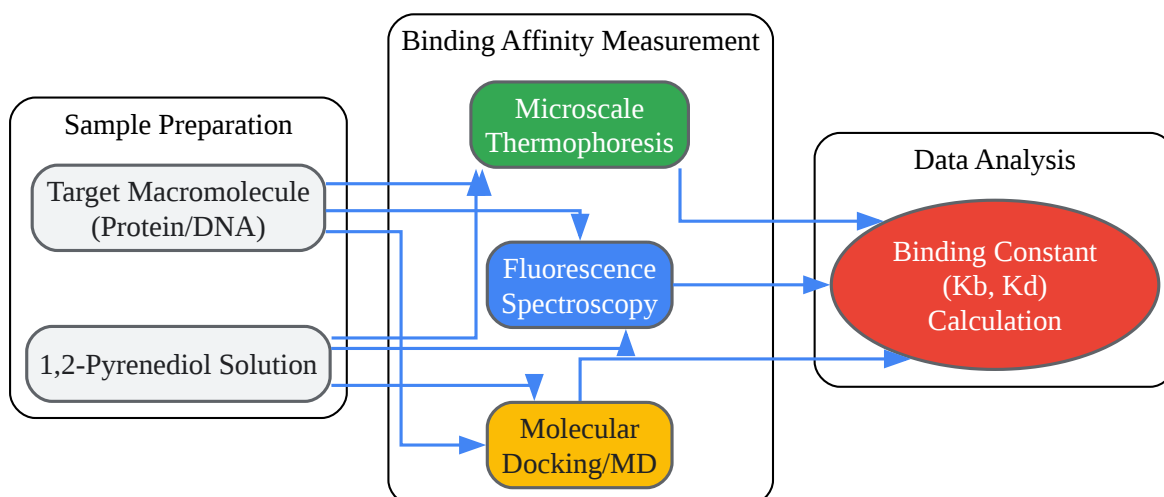 Sample Preparation
Target Macromolecule
(Protein/DNA)
1,2-Pyrenediol Solution
Binding Affinity Measurement
Microscale
Thermophoresis
Fluorescence
Spectroscopy
Molecular
Docking/MD
Data Analysis
Binding Constant
(Kb, Kd)
Calculation